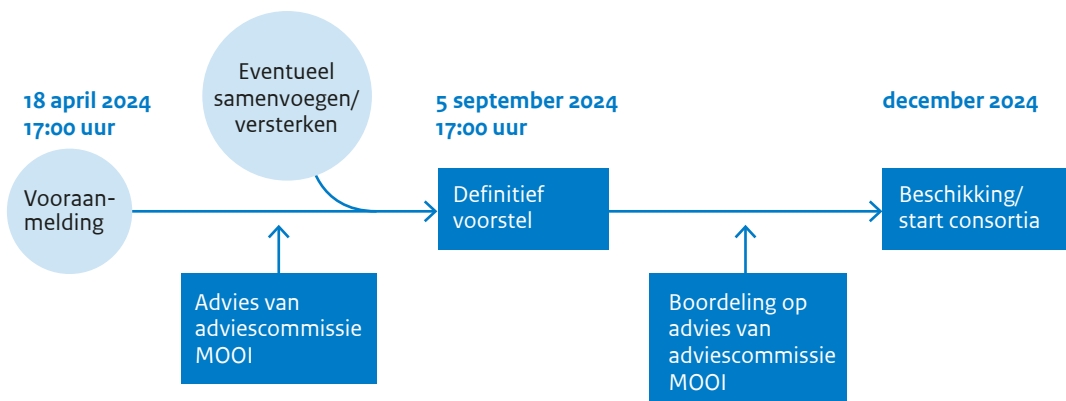 18 april 2024
17:00 uur
Vooraan-
melding
Eventueel
samenvoegen/
versterken
Advies van
adviescommissie
MOOI
5 september 2024
17:00 uur
Definitief
voorstel
Boordeling op
advies van
adviescommissie
MOOI
december 2024
Beschikking/
start consortia